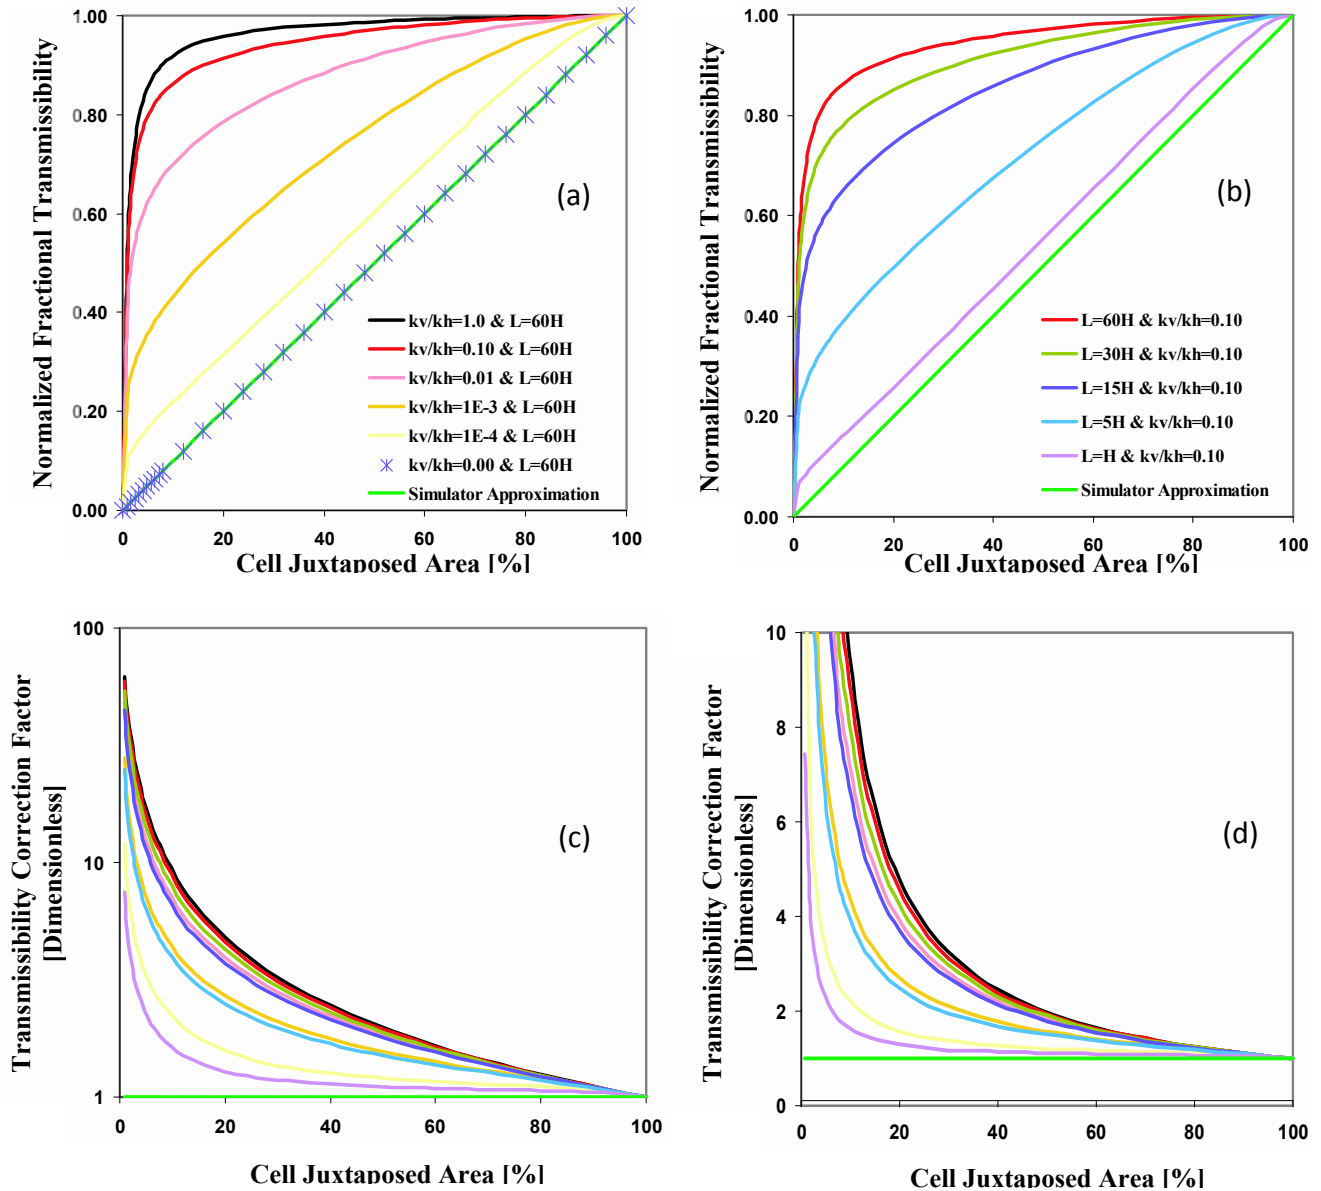 Normalized Fractional Transmissibility
1.00
0.80
0.60
0.40
0.20
0.00
(a)
kv/kh=1.0 & L=60H
kv/kh=0.10 & L=60H
kv/kh=0.01 & L=60H
kv/kh=1E-3 & L=60H
kv/kh=1E-4 & L=60H
kv/kh=0.00 & L=60H
Simulator Approximation
0 20 40 60 80 100
Cell Juxtaposed Area [%]
Normalized Fractional Transmissibility
1.00
0.80
0.60
0.40
0.20
0.00
(b)
L=60H & kv/kh=0.10
L=30H & kv/kh=0.10
L=15H & kv/kh=0.10
L=5H & kv/kh=0.10
L=H & kv/kh=0.10
Simulator Approximation
0 20 40 60 80 100
Cell Juxtaposed Area [%]
Transmissibility Correction Factor
[Dimensionless]
100
10
1
(c)
0 20 40 60 80 100
Cell Juxtaposed Area [%]
Transmissibility Correction Factor
[Dimensionless]
10
8
6
4
2
0
(d)
0 20 40 60 80 100
Cell Juxtaposed Area [%]